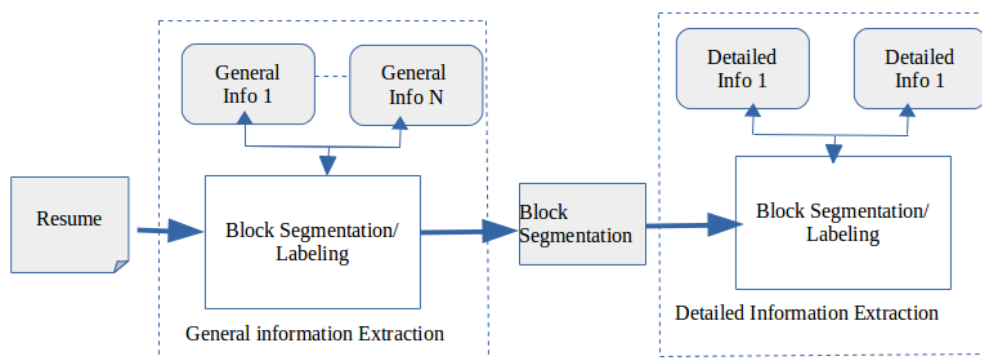 General
Info 1
General
Info N
Resume
Block Segmentation/
Labeling
General information Extraction
Block
Segmentation
Detailed
Info 1
Detailed
Info 1
Block Segmentation/
Labeling
Detailed Information Extraction